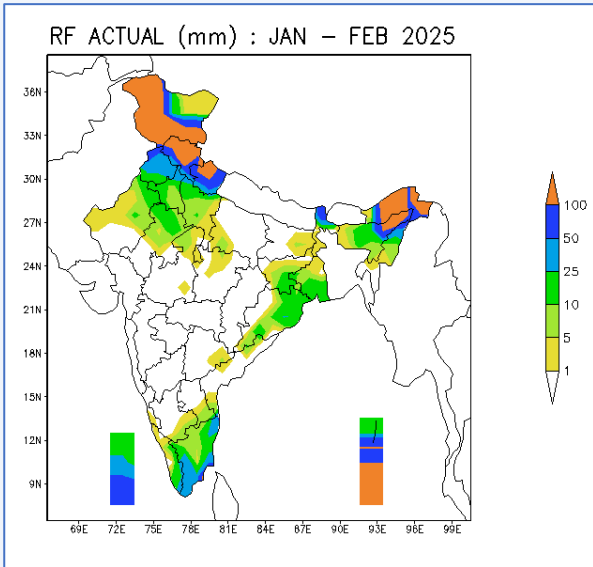 RF ACTUAL (mm) : JAN – FEB 2025
36N
33N
30N
27N
24N
21N
18N
15N
12N
9N
69E 72E 75E 78E 81E 84E 87E 90E 93E 96E 99E
100
50
25
10
5
1